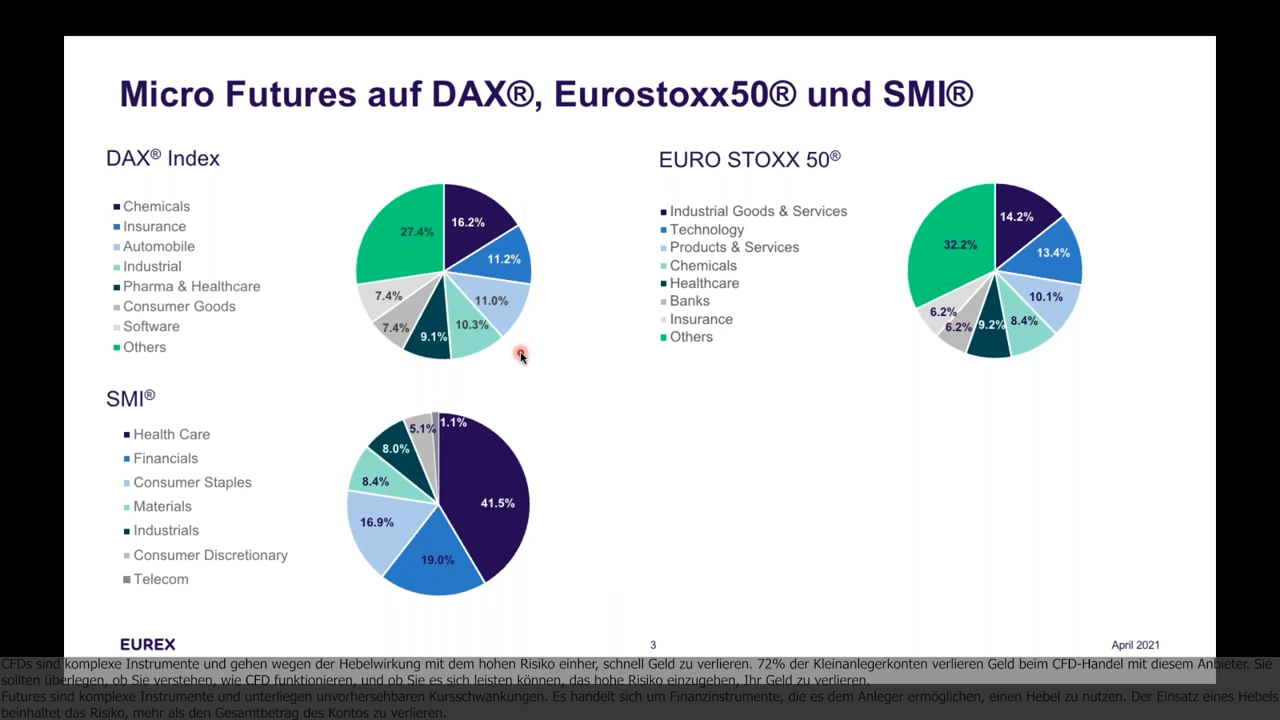 Micro Futures auf DAX®, Eurostoxx50® und SMI®
DAX® Index
Chemicals
Insurance
Automobile
Industrial
Pharma & Healthcare
Consumer Goods
Software
Others
16.2%
11.2%
11.0%
10.3%
9.1%
7.4%
7.4%
27.4%
EURO STOXX 50®
Industrial Goods & Services
Technology
Products & Services
Chemicals
Healthcare
Banks
Insurance
Others
14.2%
13.4%
10.1%
8.4%
9.2%
6.2%
6.2%
32.2%
SMI®
Health Care
Financials
Consumer Staples
Materials
Industrials
Consumer Discretionary
Telecom
41.5%
19.0%
16.9%
8.4%
8.0%
5.1%
1.1%
EUREX
3
April 2021
CFDs sind komplexe Instrumente und gehen wegen der Hebelwirkung mit dem hohen Risiko einher, schnell Geld zu verlieren. 72% der Kleinanlegerkonten verlieren Geld beim CFD-Handel mit diesem Anbieter. Sie
sollten überlegen, ob Sie verstehen, wie CFD funktionieren, und ob Sie es sich leisten können, das hohe Risiko einzugehen, Ihr Geld zu verlieren.
Futures sind komplexe Instrumente und unterliegen unvorhersehbaren Kursschwankungen. Es handelt sich um Finanzinstrumente, die es dem Anleger ermöglichen, einen Hebel zu nutzen. Der Einsatz eines Hebels
beinhaltet das Risiko, mehr als den Gesamtbetrag des Kontos zu verlieren.